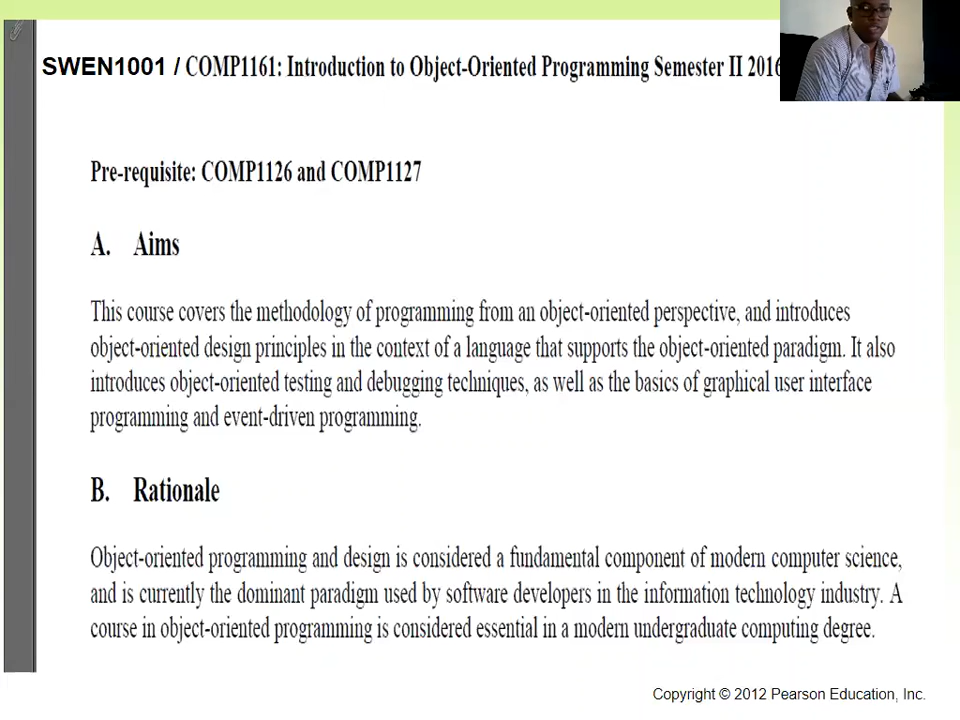 SWEN1001 / COMP1161: Introduction to Object-Oriented Programming Semester II 2016
Pre-requisite: COMP1126 and COMP1127
A. Aims
This course covers the methodology of programming from an object-oriented perspective, and introduces
object-oriented design principles in the context of a language that supports the object-oriented paradigm. It also
introduces object-oriented testing and debugging techniques, as well as the basics of graphical user interface
programming and event-driven programming.
B. Rationale
Object-oriented programming and design is considered a fundamental component of modern computer science,
and is currently the dominant paradigm used by software developers in the information technology industry. A
course in object-oriented programming is considered essential in a modern undergraduate computing degree.
Copyright © 2012 Pearson Education, Inc.